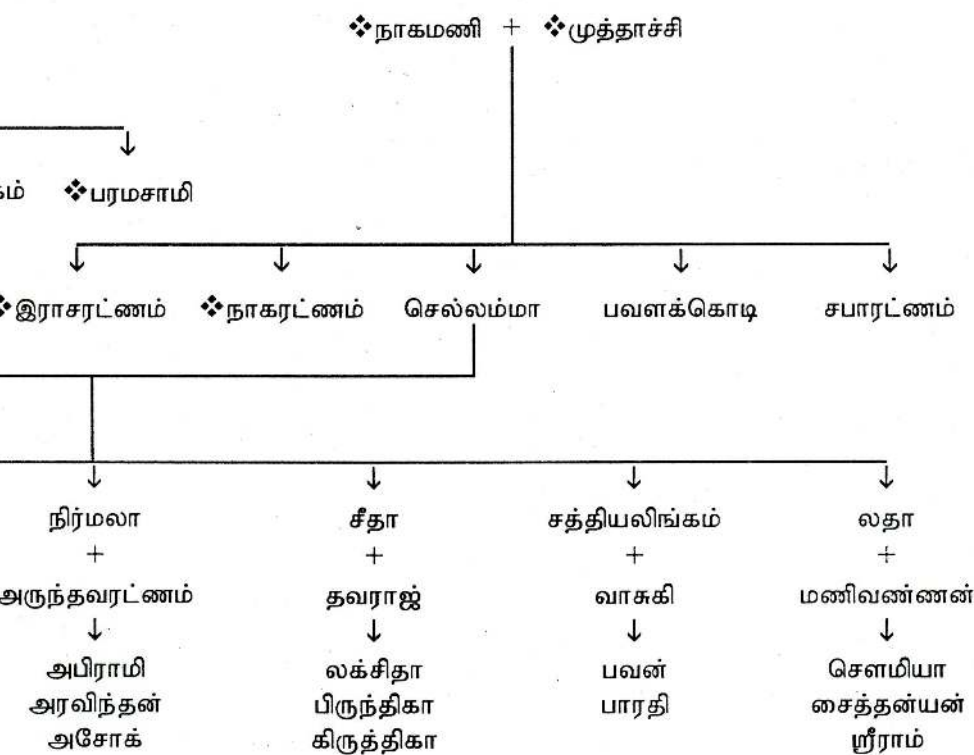 ❖நாகமணி + ❖முத்தாச்சி
கம் ❖பரமசாமி
❖இராசரட்ணம் ❖நாகரட்ணம் செல்லம்மா பவளக்கொடி சபாரட்ணம்
நிர்மலா சீதா சத்தியலிங்கம் லதா
+ + + +
அருந்தவரட்ணம் தவராஜ் வாசுகி மணிவண்ணன்
அபிராமி லக்சிதா பவன் சௌமியா
அரவிந்தன் பிருந்திகா பாரதி சைத்தன்யன்
அசோக் கிருத்திகா ஸ்ரீராம்